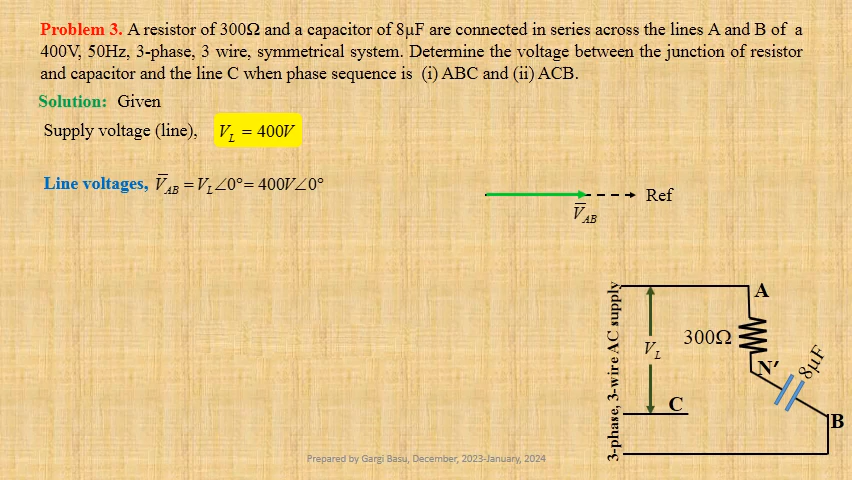 Problem 3. A resistor of 300Ω and a capacitor of 8μF are connected in series across the lines A and B of a
400V, 50Hz, 3-phase, 3 wire, symmetrical system. Determine the voltage between the junction of resistor
and capacitor and the line C when phase sequence is (i) ABC and (ii) ACB.
Solution: Given
Supply voltage (line), V_L = 400V
Line voltages, V̅_AB = V_L∠0°= 400V∠0°
Ref
V̅_AB
3-phase, 3-wire AC supply
A
300Ω
V_L
N′
8μF
C
B
Prepared by Gargi Basu, December, 2023-January, 2024